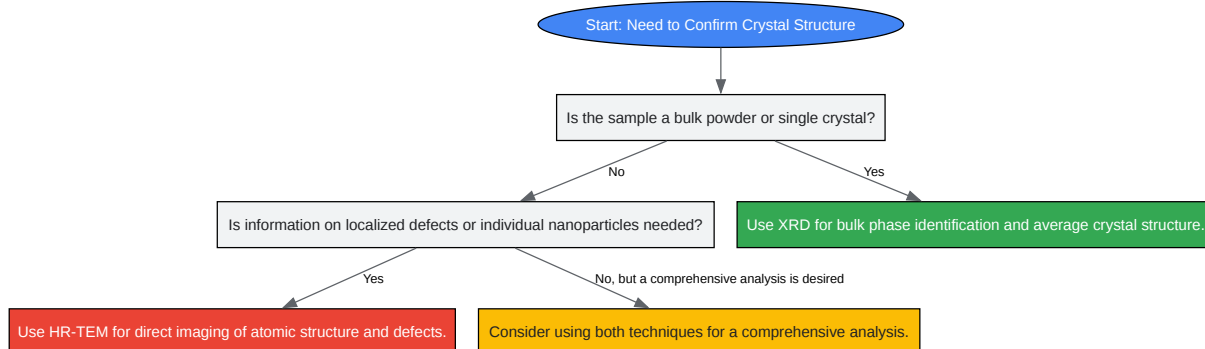 Start: Need to Confirm Crystal Structure
Is the sample a bulk powder or single crystal?
No
Yes
Is information on localized defects or individual nanoparticles needed?
Use XRD for bulk phase identification and average crystal structure.
Yes
No, but a comprehensive analysis is desired
Use HR-TEM for direct imaging of atomic structure and defects.
Consider using both techniques for a comprehensive analysis.